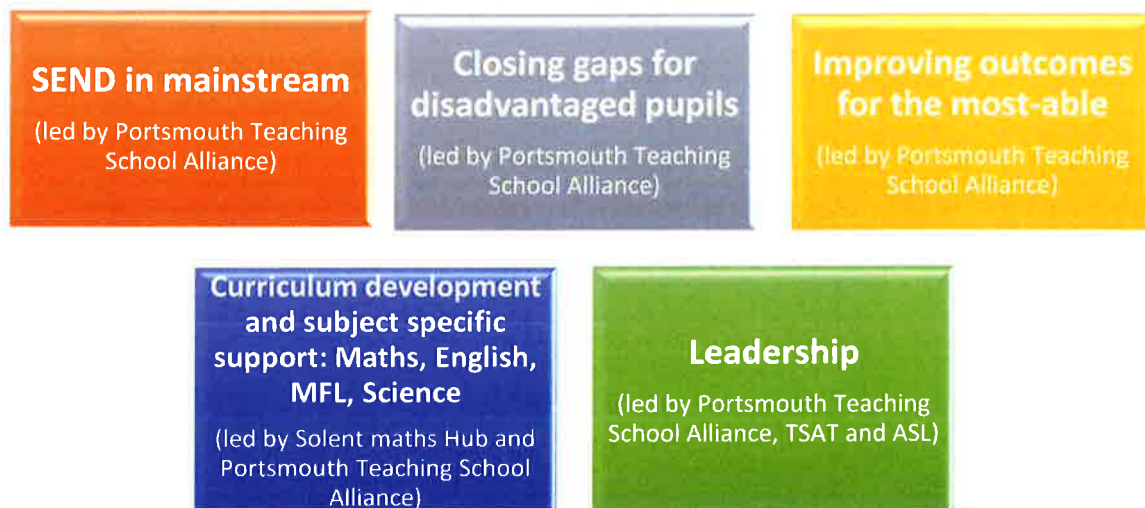 SEND in mainstream
(led by Portsmouth Teaching
School Alliance)
Closing gaps for
disadvantaged pupils
(led by Portsmouth Teaching
School Alliance)
Improving outcomes
for the most-able
(led by Portsmouth Teaching
School Alliance)
Curriculum development
and subject specific
support: Maths, English,
MFL, Science
(led by Solent maths Hub and
Portsmouth Teaching School
Alliance)
Leadership
(led by Portsmouth Teaching
School Alliance, TSAT and ASL)